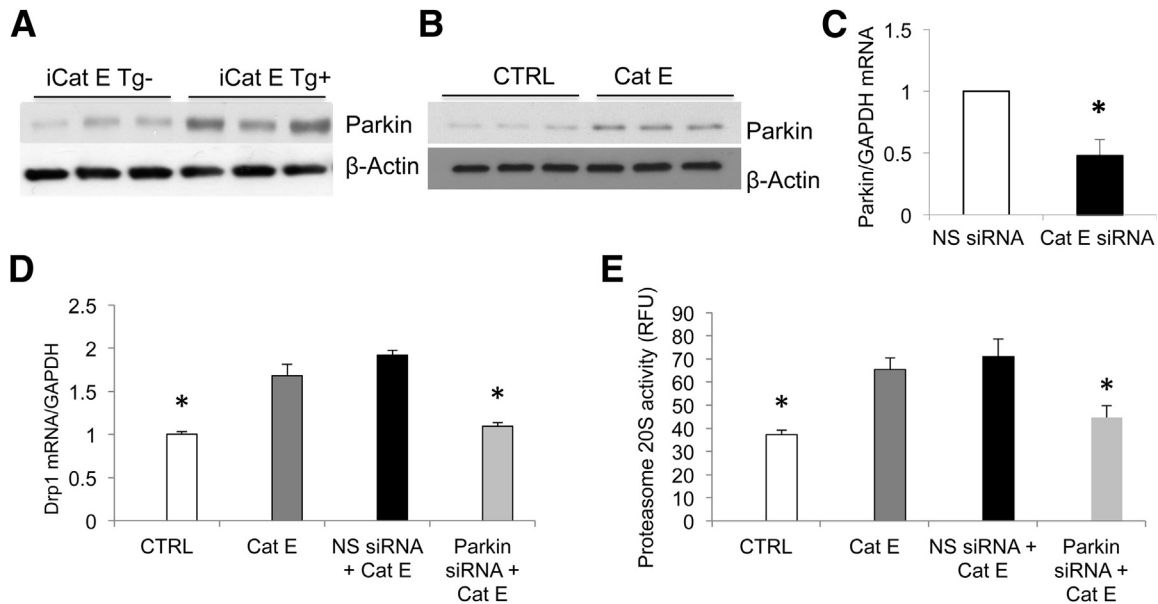 A
iCat E Tg-
iCat E Tg+
Parkin
β-Actin
B
CTRL
Cat E
Parkin
β-Actin
C
Parkin/GAPDH mRNA
1.5
1
0.5
0
*
NS siRNA
Cat E siRNA
D
Drp1 mRNA/GAPDH
2.5
2
1.5
1
0.5
0
*
*
CTRL
Cat E
NS siRNA
+ Cat E
Parkin
siRNA +
Cat E
E
Proteasome 20S activity (RFU)
90
80
70
60
50
40
30
20
10
0
*
*
CTRL
Cat E
NS siRNA +
Cat E
Parkin
siRNA +
Cat E